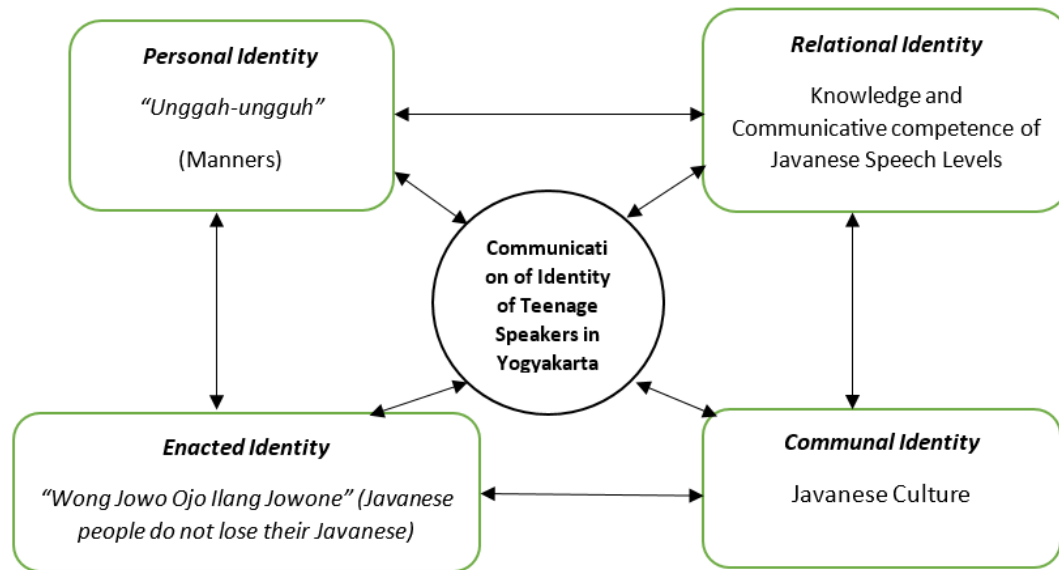 Personal Identity
“Unggah-ungguh”
(Manners)
Relational Identity
Knowledge and
Communicative competence of
Javanese Speech Levels
Communicati
on of Identity
of Teenage
Speakers in
Yogyakarta
Enacted Identity
“Wong Jowo Ojo Ilang Jowone” (Javanese
people do not lose their Javanese)
Communal Identity
Javanese Culture